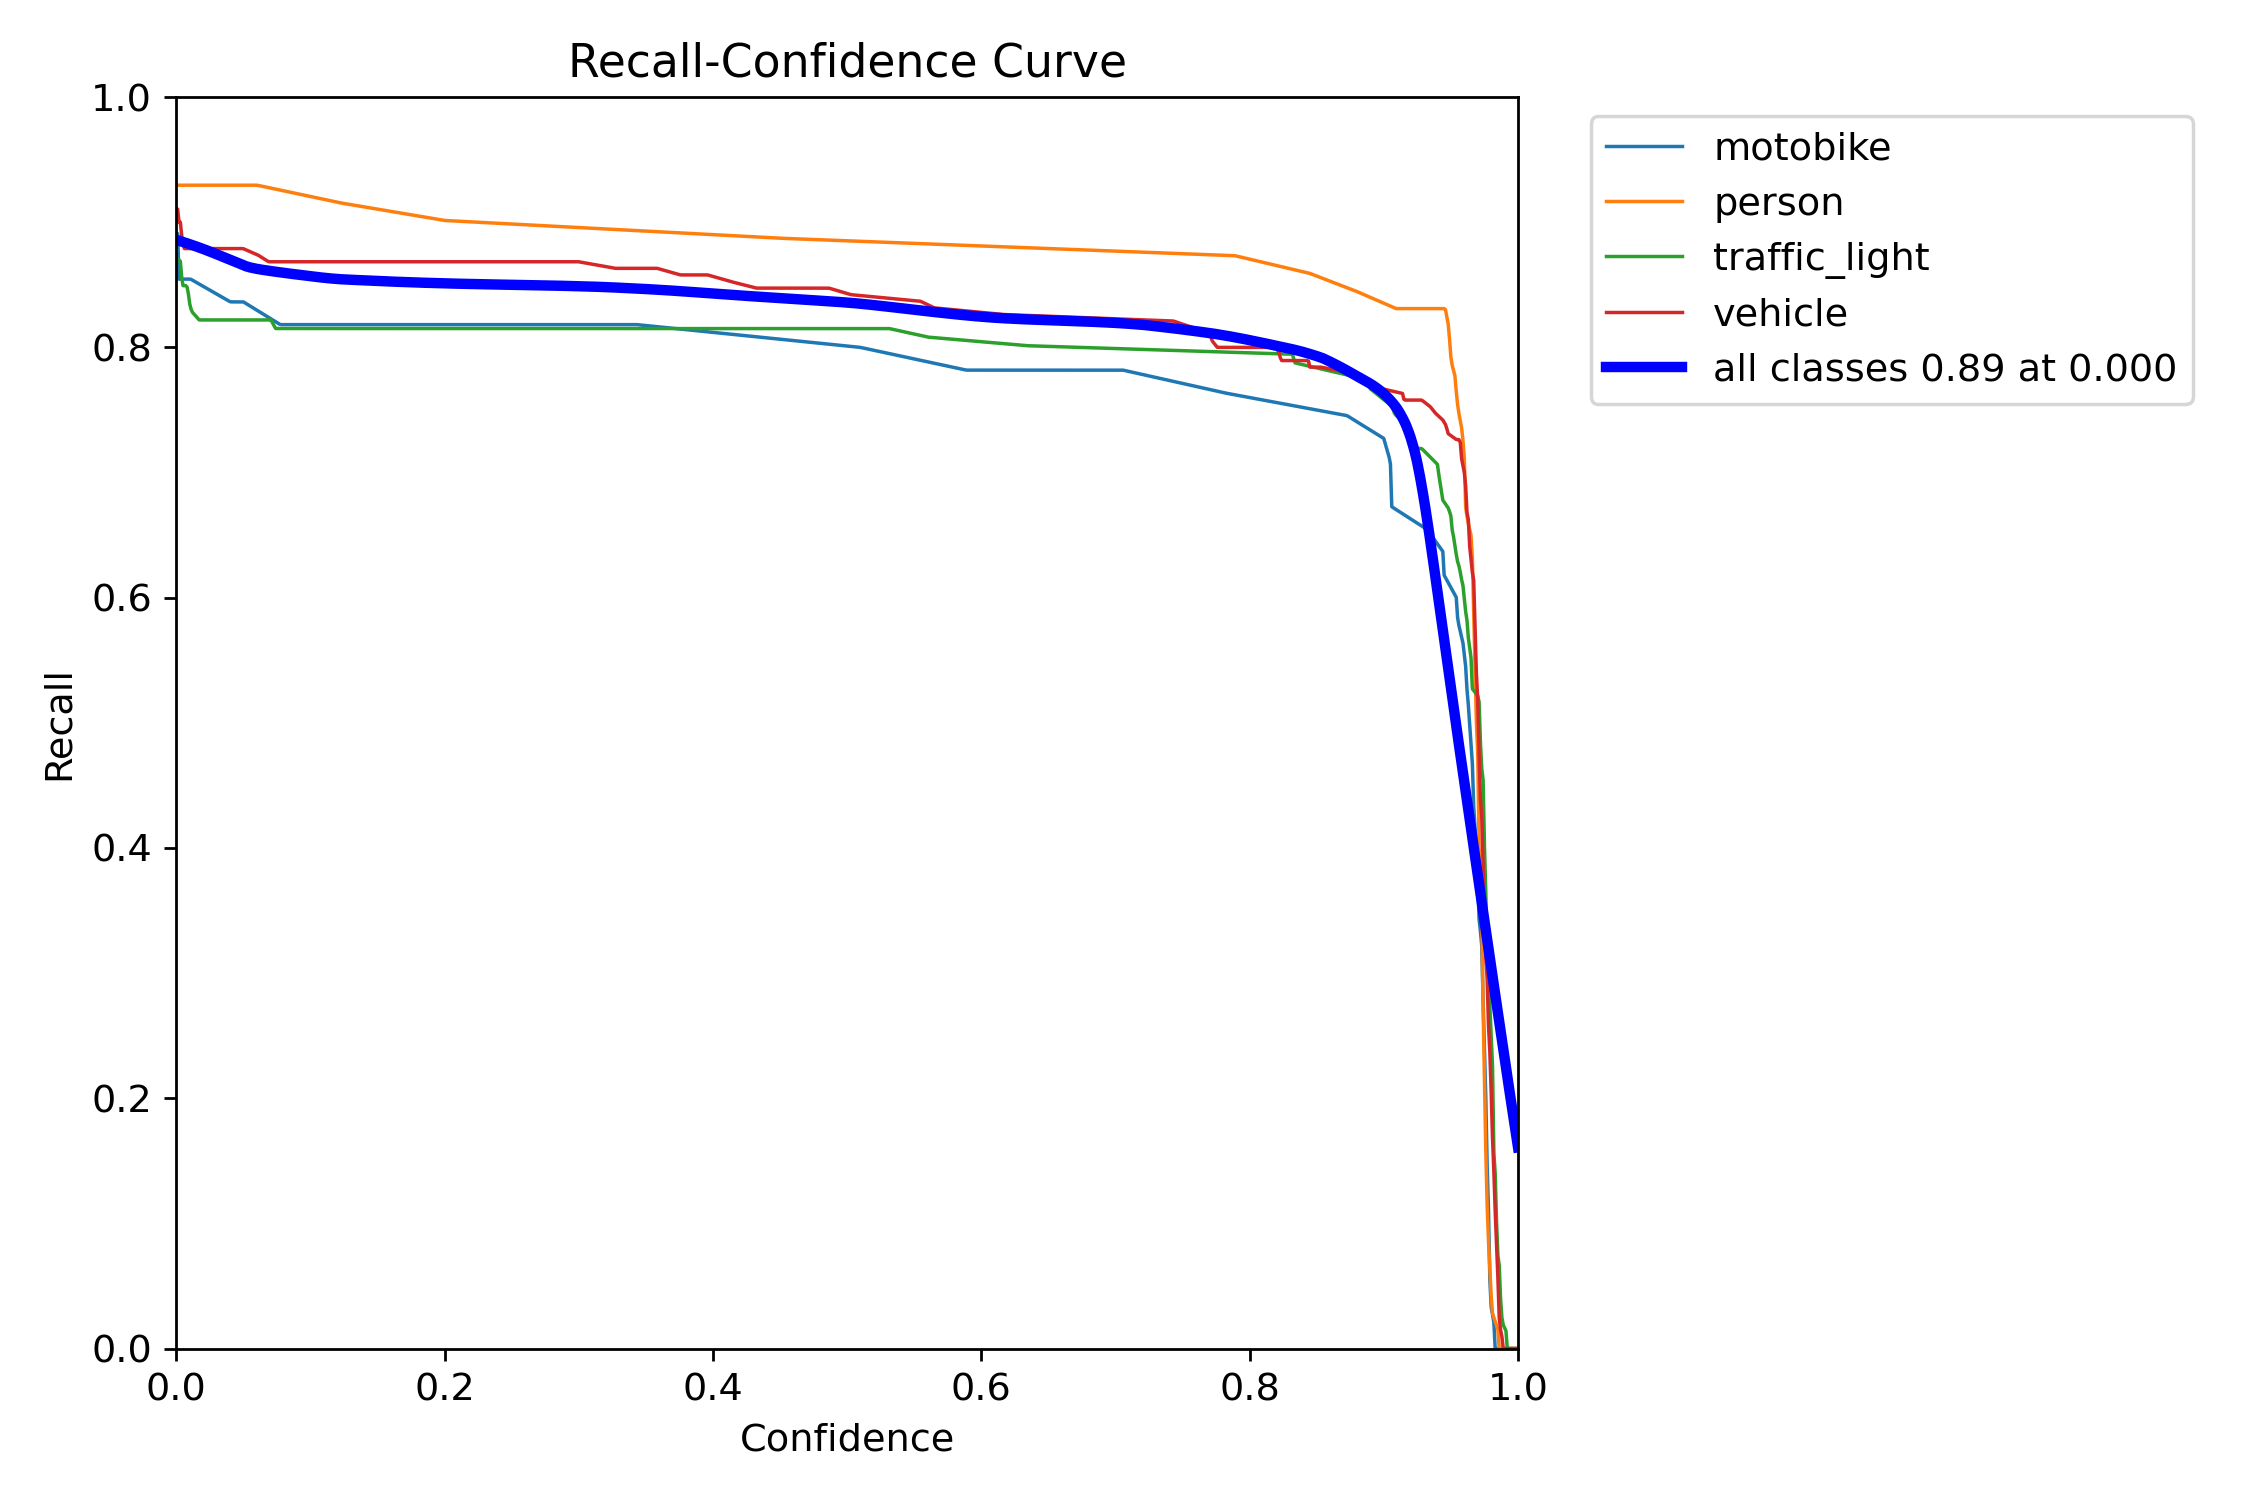 Recall-Confidence Curve
1.0
0.8
0.6
0.4
0.2
0.0
Recall
0.0 0.2 0.4 0.6 0.8 1.0
Confidence
motobike
person
traffic_light
vehicle
all classes 0.89 at 0.000